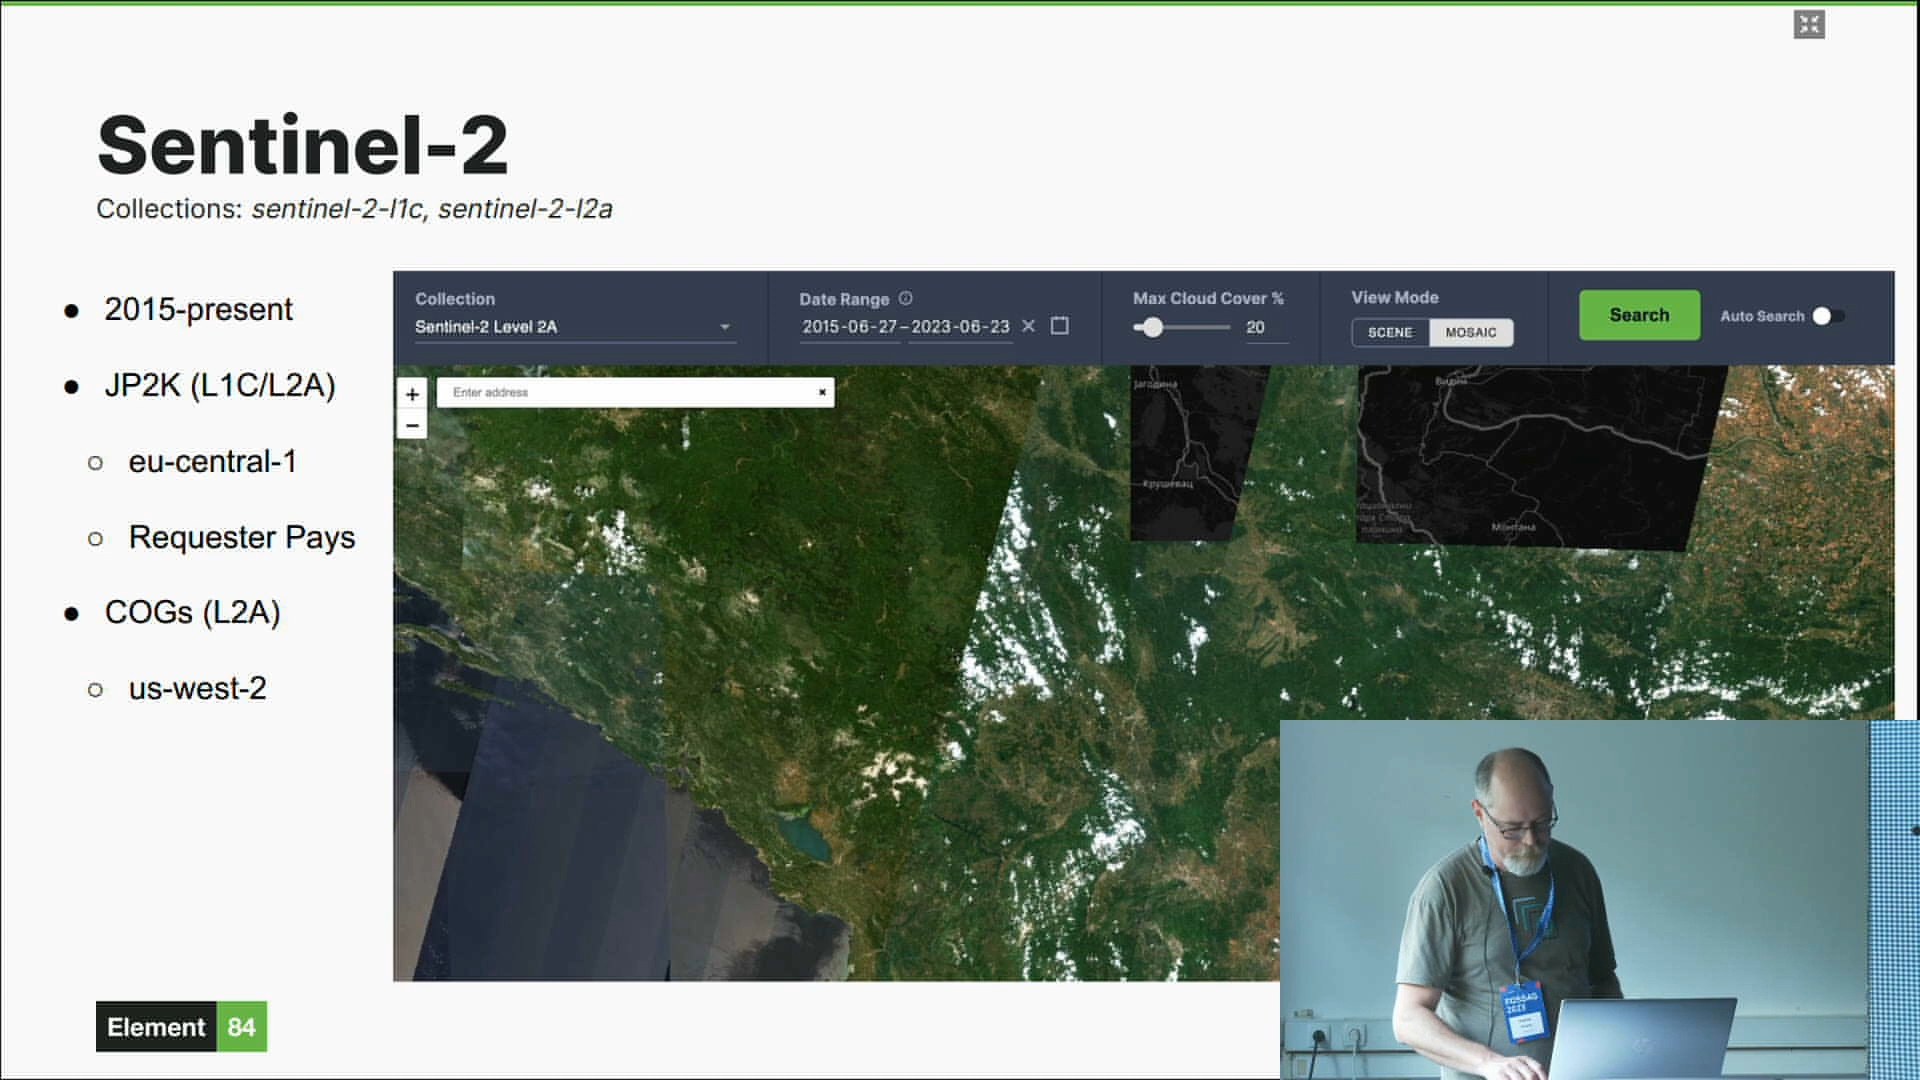 Sentinel-2
Collections: sentinel-2-l1c, sentinel-2-l2a
● 2015-present
● JP2K (L1C/L2A)
○ eu-central-1
○ Requester Pays
● COGs (L2A)
○ us-west-2
Collection
Sentinel-2 Level 2A
Date Range
2015-06-27 – 2023-06-23
Max Cloud Cover %
20
View Mode
SCENE
MOSAIC
Search
Auto Search
+
Enter address
−
Јагодина
Крушевац
Видин
Монтана
Element 84
FOSS4G
2023